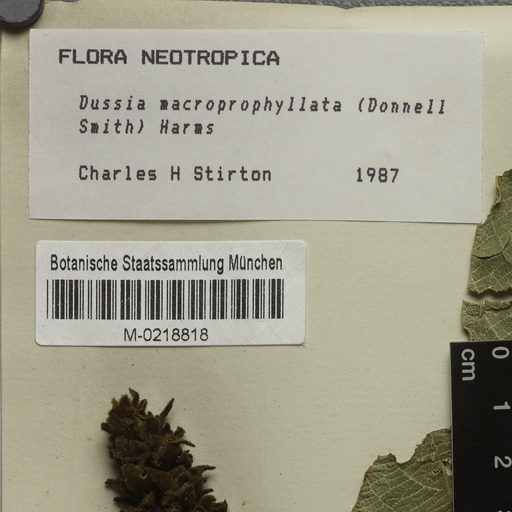 FLORA NEOTROPICA
Dussia macroprophyllata (Donnell
Smith) Harms
Charles H Stirton 1987
Botanische Staatssammlung München
M-0218818
0
cm
1
2